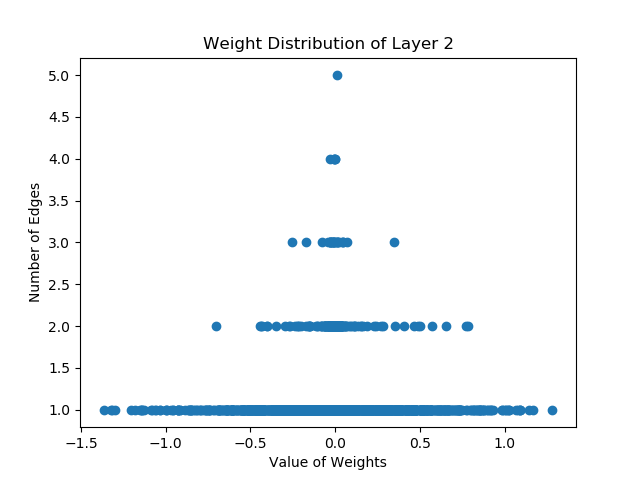 Weight Distribution of Layer 2
5.0
4.5
4.0
3.5
3.0
2.5
2.0
1.5
1.0
Number of Edges
−1.5 −1.0 −0.5 0.0 0.5 1.0
Value of Weights